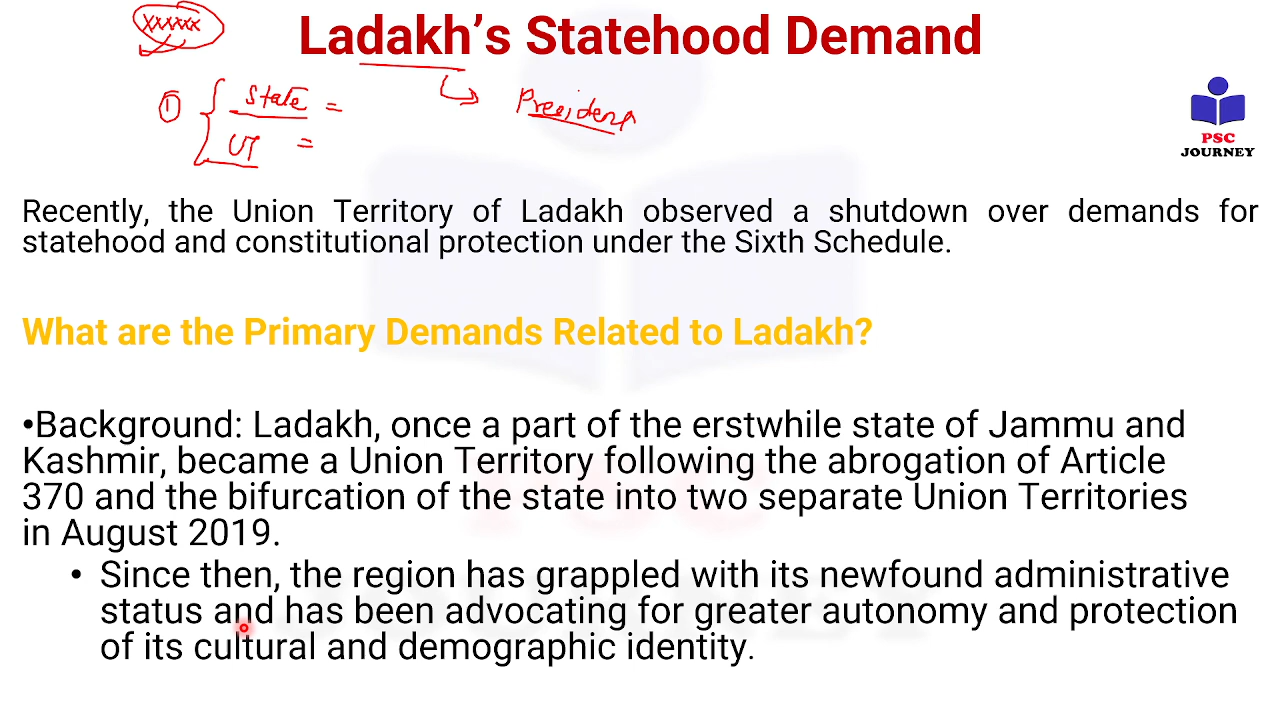 xxxxxx
Ladakh's Statehood Demand
① State =
UT =
President
PSC
JOURNEY
Recently, the Union Territory of Ladakh observed a shutdown over demands for
statehood and constitutional protection under the Sixth Schedule.
What are the Primary Demands Related to Ladakh?
•Background: Ladakh, once a part of the erstwhile state of Jammu and
Kashmir, became a Union Territory following the abrogation of Article
370 and the bifurcation of the state into two separate Union Territories
in August 2019.
• Since then, the region has grappled with its newfound administrative
status and has been advocating for greater autonomy and protection
of its cultural and demographic identity.